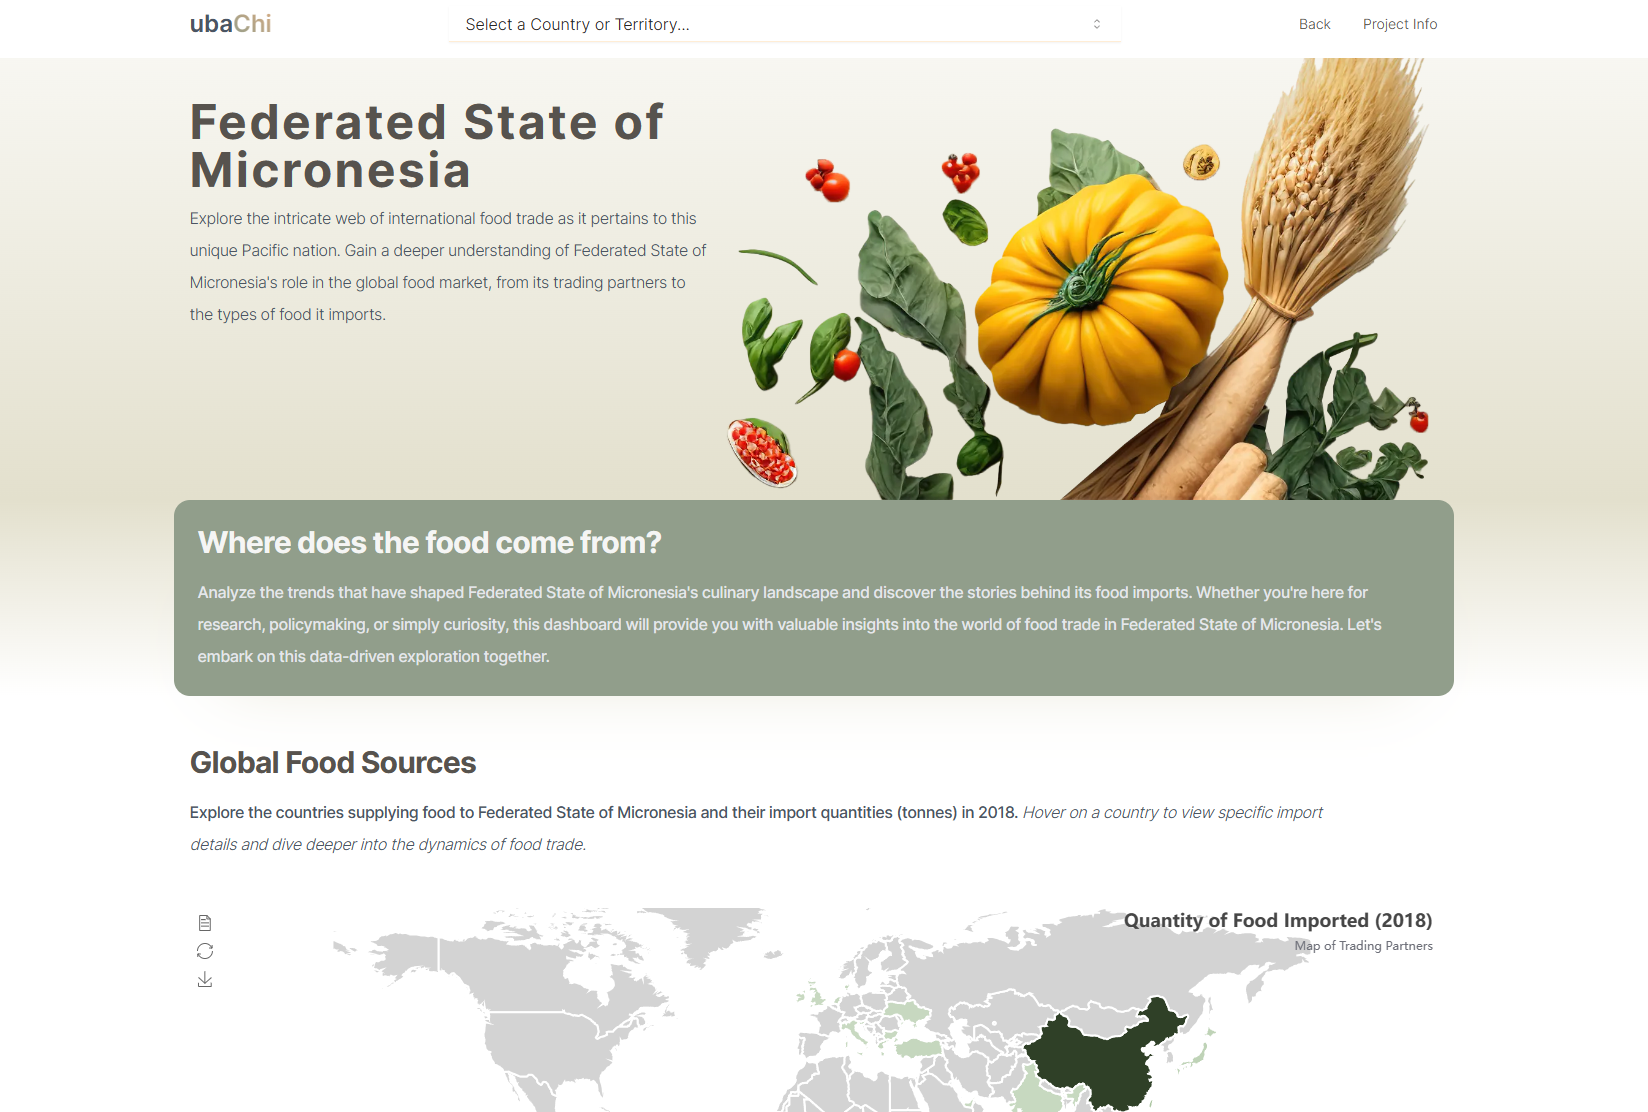 ubaChi
Select a Country or Territory...
Back
Project Info
Federated State of
Micronesia
Explore the intricate web of international food trade as it pertains to this
unique Pacific nation. Gain a deeper understanding of Federated State of
Micronesia's role in the global food market, from its trading partners to
the types of food it imports.
Where does the food come from?
Analyze the trends that have shaped Federated State of Micronesia's culinary landscape and discover the stories behind its food imports. Whether you're here for
research, policymaking, or simply curiosity, this dashboard will provide you with valuable insights into the world of food trade in Federated State of Micronesia. Let's
embark on this data-driven exploration together.
Global Food Sources
Explore the countries supplying food to Federated State of Micronesia and their import quantities (tonnes) in 2018. Hover on a country to view specific import
details and dive deeper into the dynamics of food trade.
Quantity of Food Imported (2018)
Map of Trading Partners